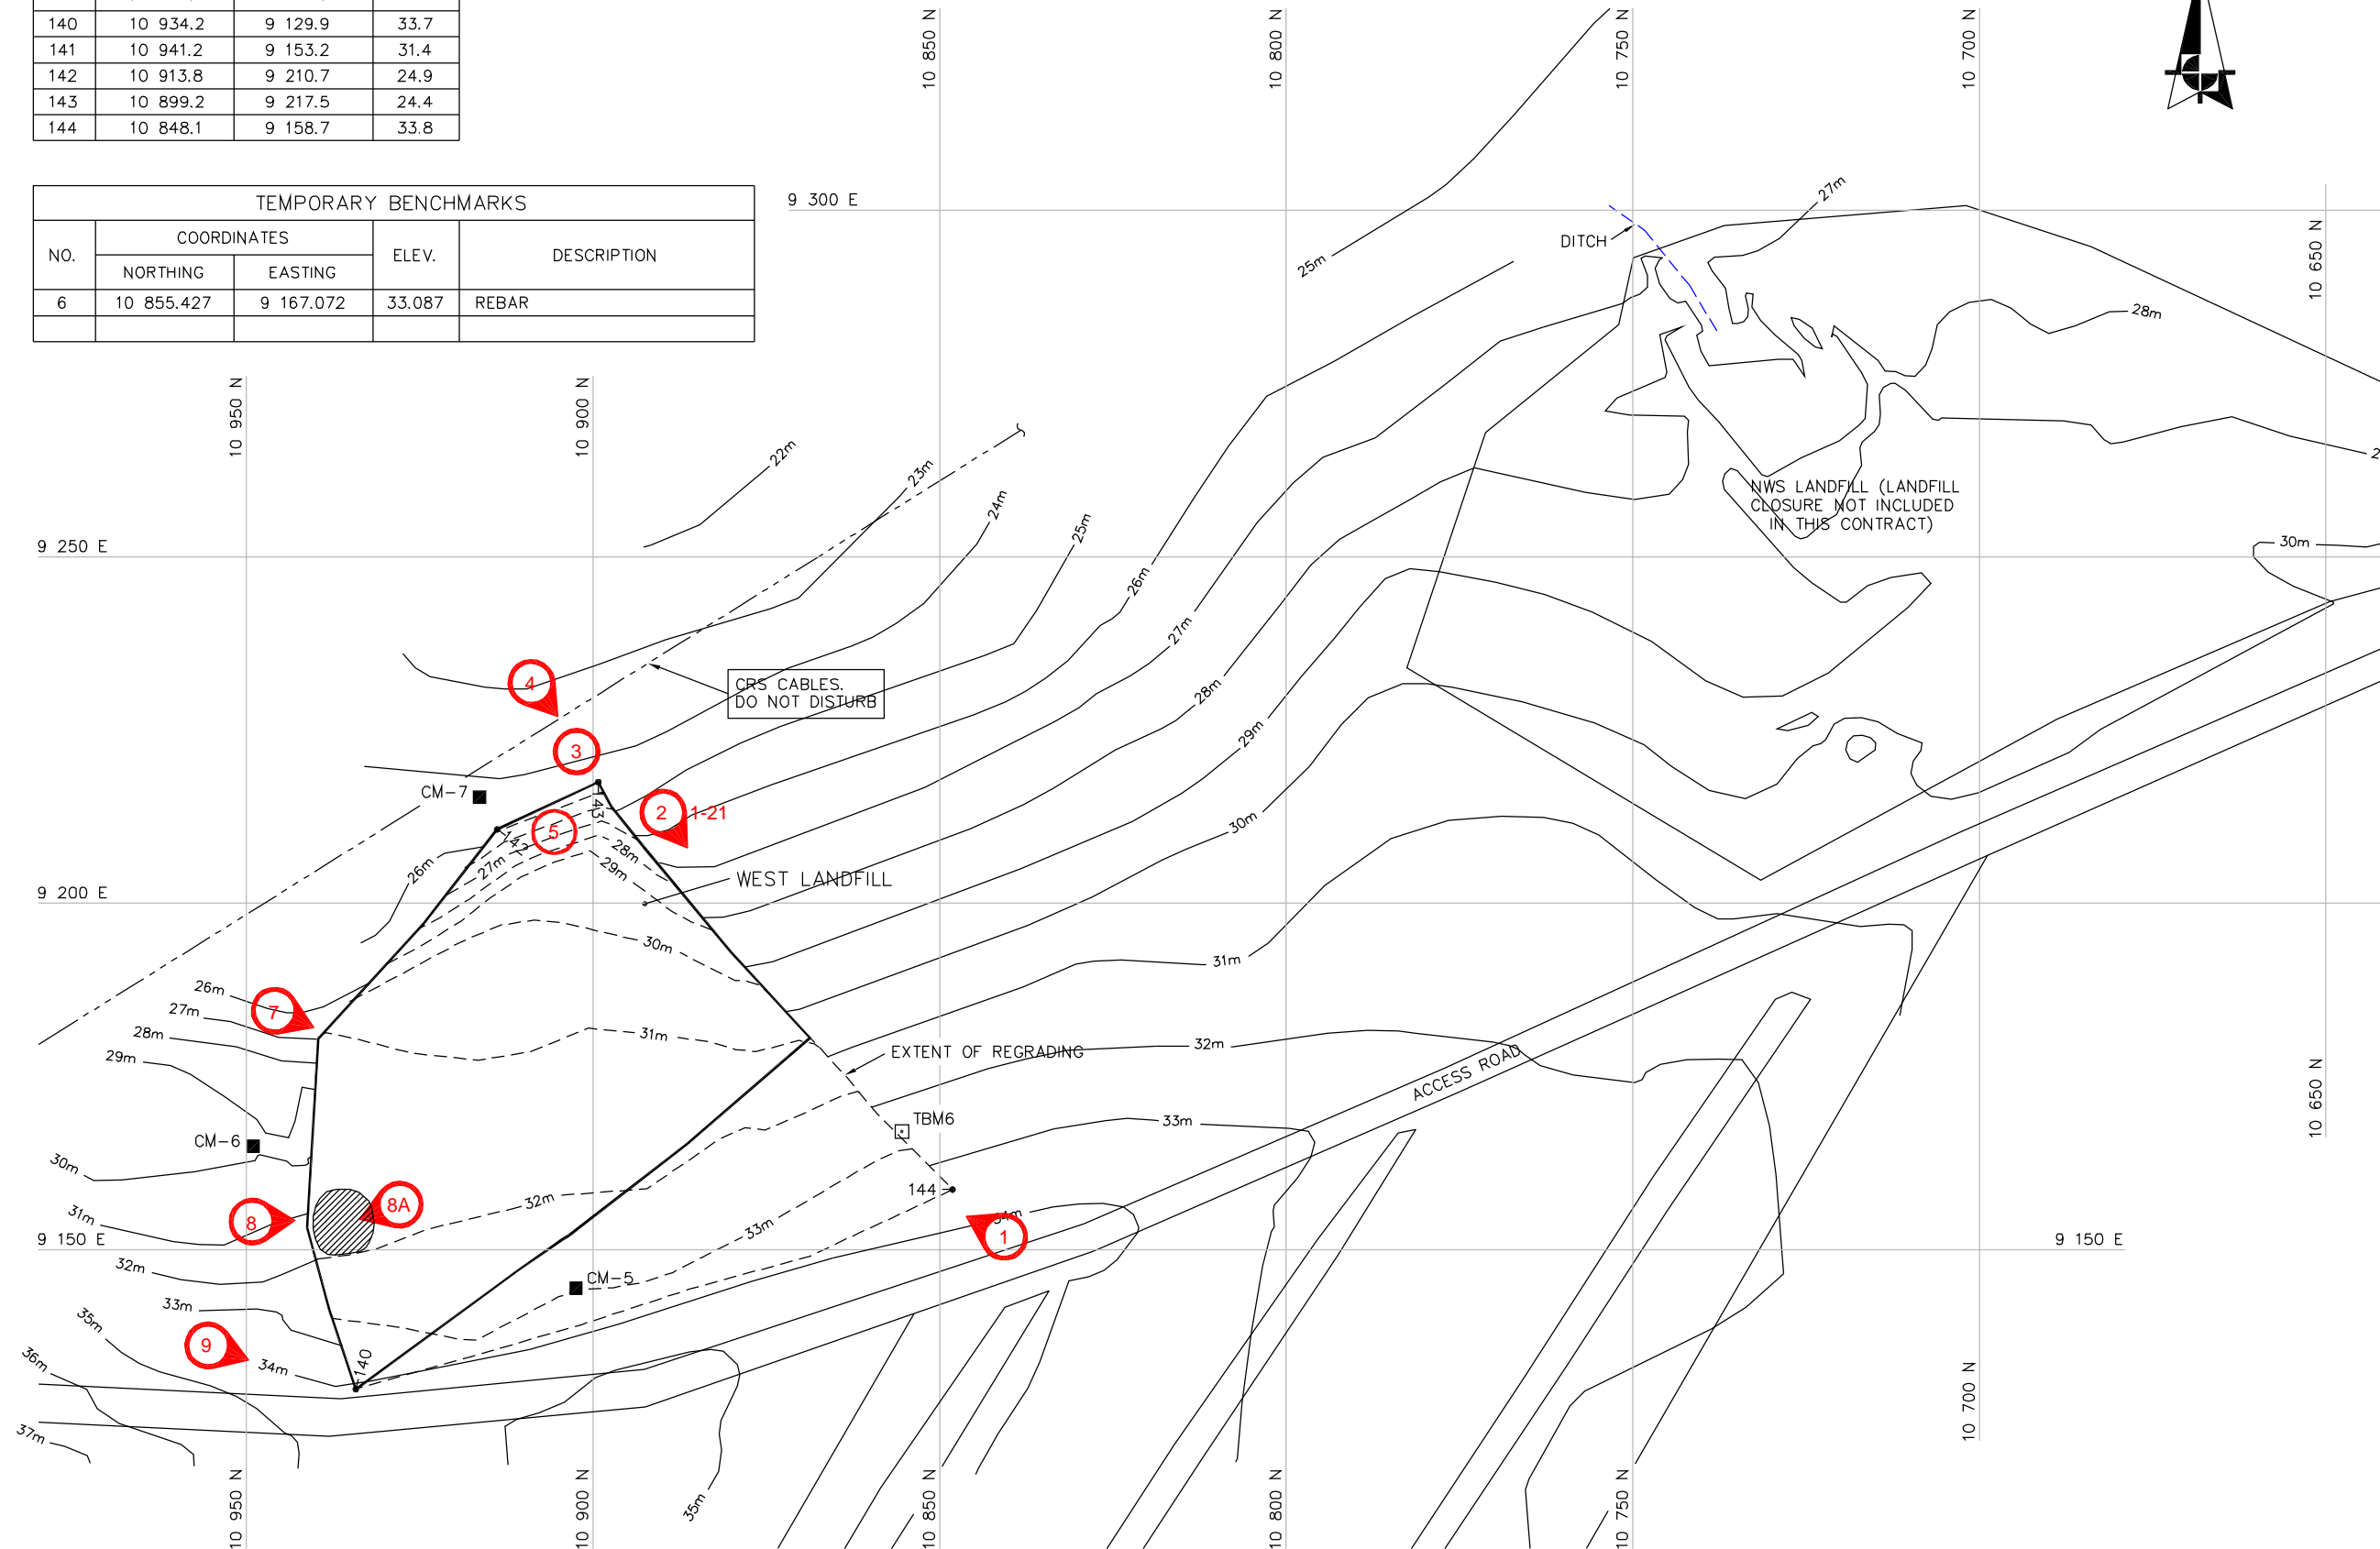 140 10 934.2 9 129.9 33.7
141 10 941.2 9 153.2 31.4
142 10 913.8 9 210.7 24.9
143 10 899.2 9 217.5 24.4
144 10 848.1 9 158.7 33.8
TEMPORARY BENCHMARKS
NO. COORDINATES ELEV. DESCRIPTION
NORTHING EASTING
6 10 855.427 9 167.072 33.087 REBAR
10 850 N
10 800 N
10 750 N
10 700 N
9 300 E
10 650 N
DITCH
27m
25m
28m
10 950 N
10 900 N
22m
23m
24m
25m
26m
27m
28m
29m
30m
31m
32m
33m
34m
NWS LANDFILL (LANDFILL
CLOSURE NOT INCLUDED
IN THIS CONTRACT)
9 250 E
30m
4
CRS CABLES.
DO NOT DISTURB
3
CM-7
143
2 1-21
5
142
28m
27m
29m
26m
WEST LANDFILL
9 200 E
30m
26m
7
27m
28m
29m
31m
EXTENT OF REGRADING
ACCESS ROAD
10 650 N
CM-6
TBM6
30m
144
8A
8
31m
32m
33m
1
9 150 E
9 150 E
32m
CM-5
33m
35m
9
34m
140
36m
37m
35m
10 950 N
10 900 N
10 850 N
10 800 N
10 750 N
10 700 N